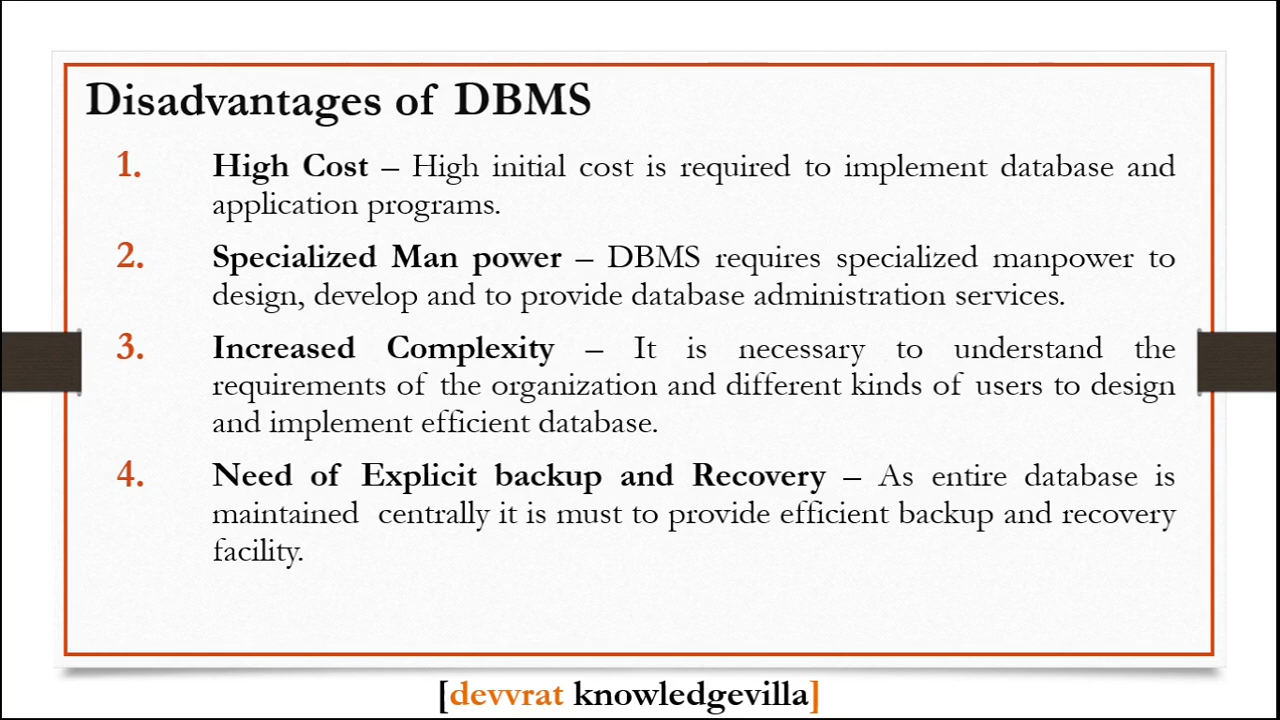 Disadvantages of DBMS
1. High Cost – High initial cost is required to implement database and
application programs.
2. Specialized Man power – DBMS requires specialized manpower to
design, develop and to provide database administration services.
3. Increased Complexity – It is necessary to understand the
requirements of the organization and different kinds of users to design
and implement efficient database.
4. Need of Explicit backup and Recovery – As entire database is
maintained centrally it is must to provide efficient backup and recovery
facility.
[devvrat knowledgevilla]